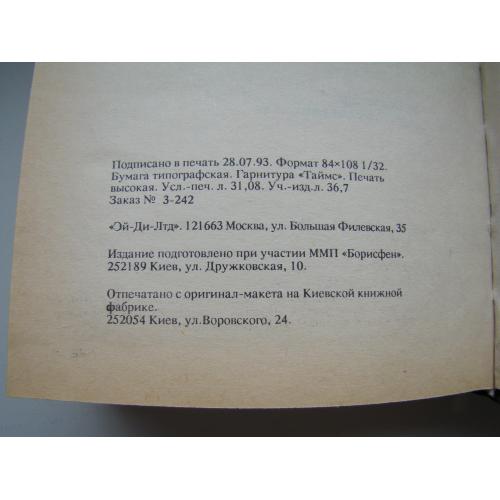 Подписано в печать 28.07.93. Формат 84×108 1/32.
Бумага типографская. Гарнитура «Таймс». Печать
высокая. Усл.-печ. л. 31,08. Уч.-изд.л. 36,7
Заказ № 3-242
«Эй-Ди-Лтд». 121663 Москва, ул. Большая Филевская, 35
Издание подготовлено при участии ММП «Борисфен».
252189 Киев, ул. Дружковская, 10.
Отпечатано с оригинал-макета на Киевской книжной
фабрике.
252054 Киев, ул.Воровского, 24.